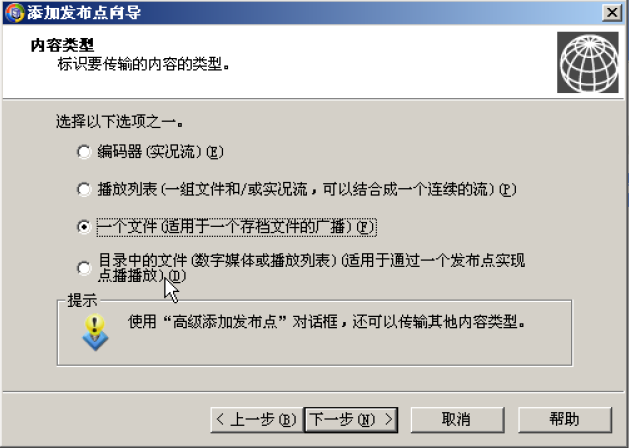 添加发布点向导
内容类型
标识要传输的内容的类型。
选择以下选项之一。
编码器(实况流)(E)
播放列表(一组文件和/或实况流，可以结合成一个连续的流)(P)
一个文件(适用于一个存档文件的广播)(F)
目录中的文件(数字媒体或播放列表)(适用于通过一个发布点实现
点播播放)(D)
提示
使用“高级添加发布点”对话框，还可以传输其他内容类型。
< 上一步(B) 下一步(N) > 取消 帮助